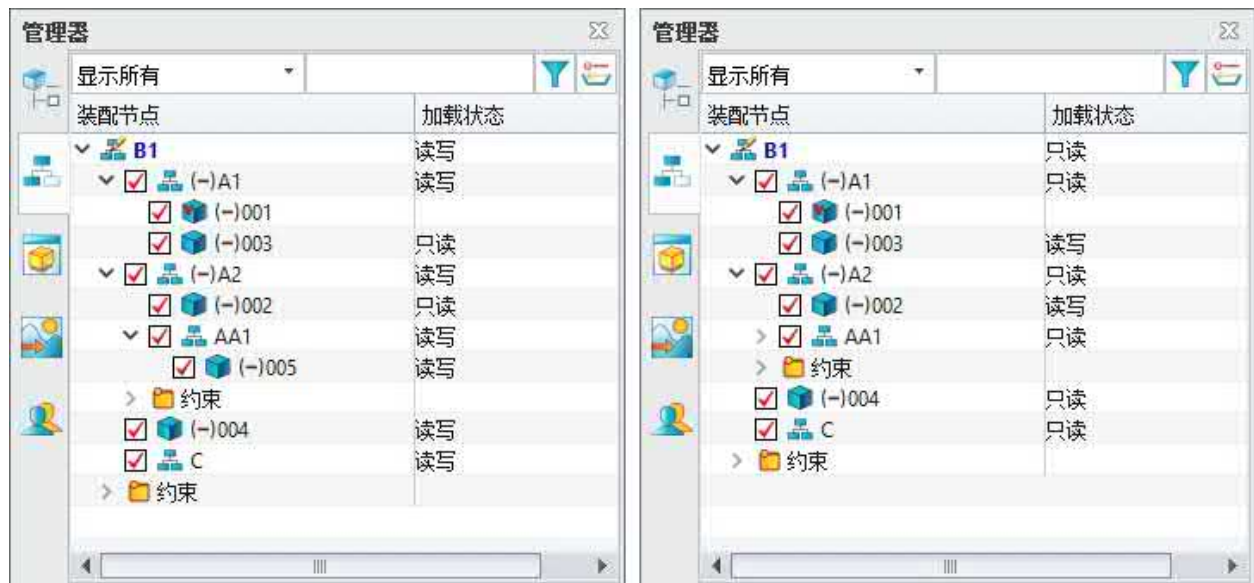 管理器
显示所有
装配节点 加载状态
B1 读写
(-)A1 读写
(-)001
(-)003 只读
(-)A2 读写
(-)002 只读
AA1 读写
(-)005 读写
约束
(-)004 读写
C 读写
约束
管理器
显示所有
装配节点 加载状态
B1 只读
(-)A1 只读
(-)001
(-)003 读写
(-)A2 只读
(-)002 读写
AA1 只读
约束
(-)004 只读
C 只读
约束